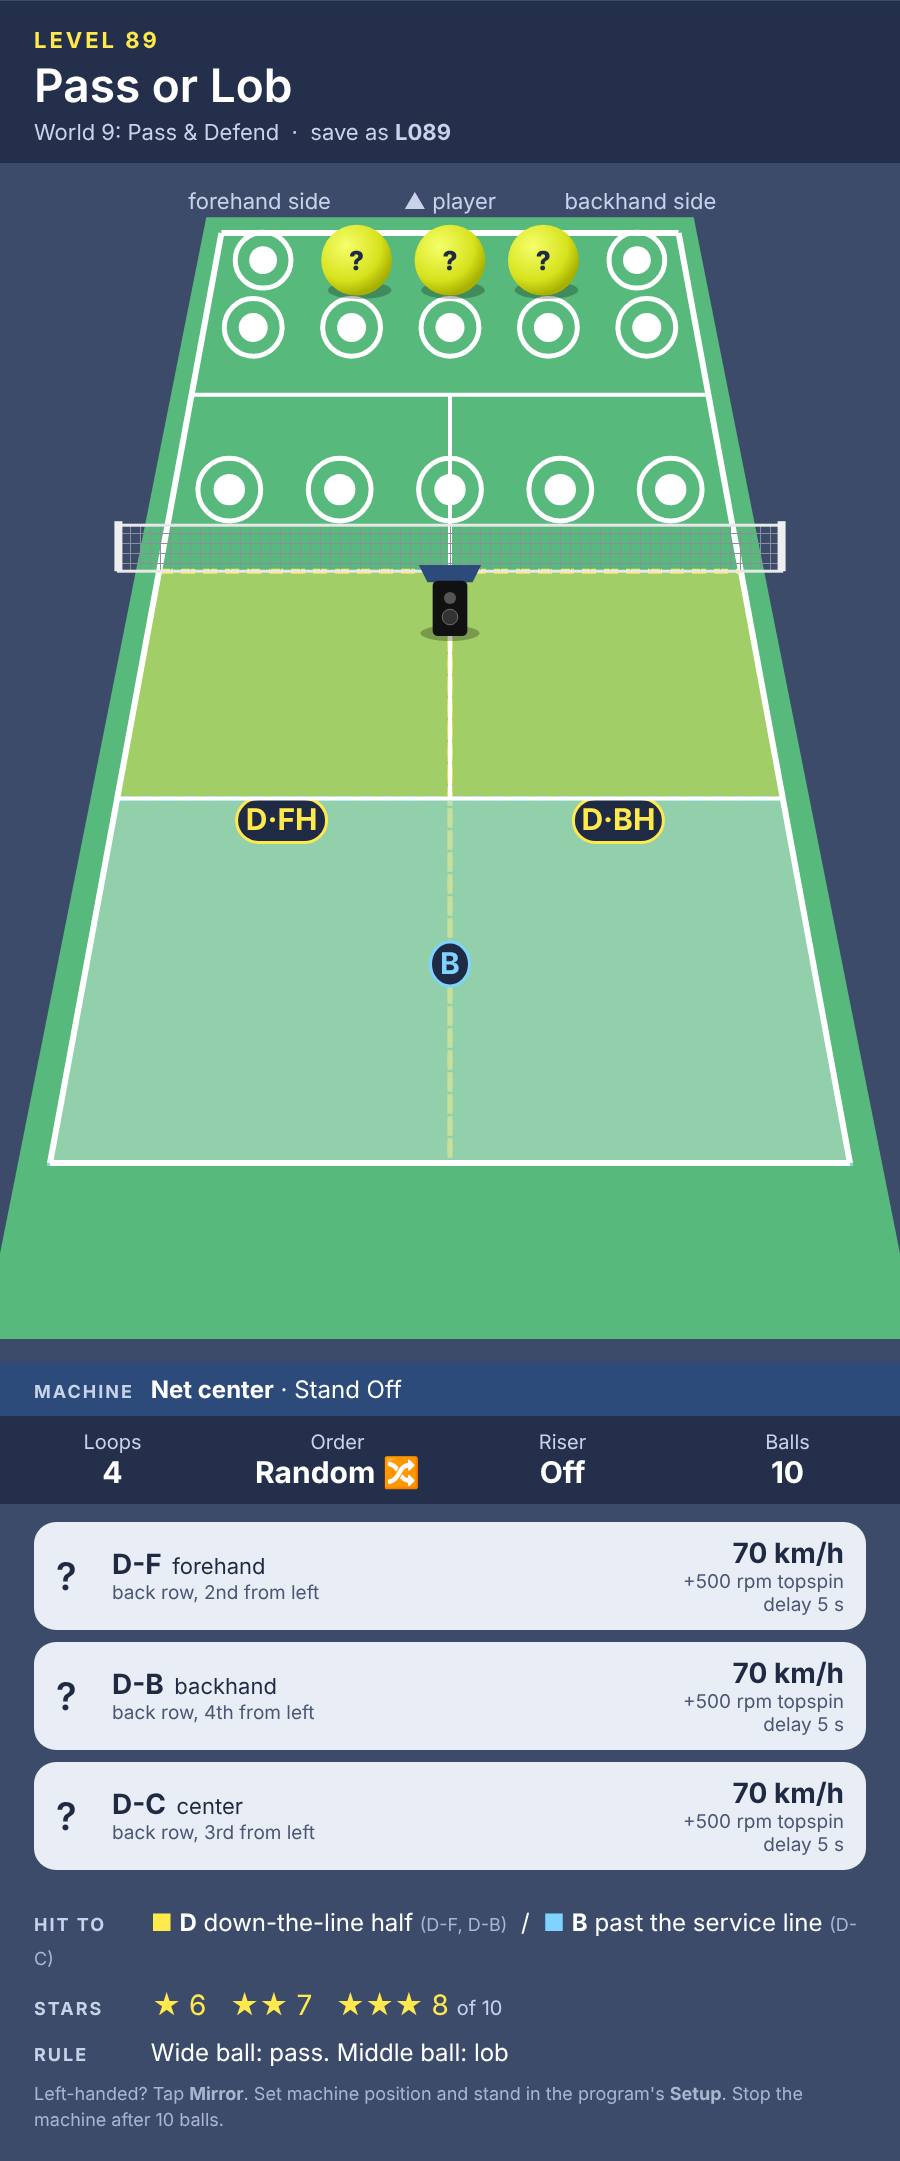 LEVEL 89
Pass or Lob
World 9: Pass & Defend · save as L089
forehand side ▲ player backhand side
? ? ?
D·FH D·BH
B
MACHINE Net center · Stand Off
Loops Order Riser Balls
4 Random 🔀 Off 10
? D-F forehand 70 km/h
back row, 2nd from left +500 rpm topspin
delay 5 s
? D-B backhand 70 km/h
back row, 4th from left +500 rpm topspin
delay 5 s
? D-C center 70 km/h
back row, 3rd from left +500 rpm topspin
delay 5 s
HIT TO D down-the-line half (D-F, D-B) / B past the service line (D-
C)
STARS ★ 6 ★★ 7 ★★★ 8 of 10
RULE Wide ball: pass. Middle ball: lob
Left-handed? Tap Mirror. Set machine position and stand in the program's Setup. Stop the
machine after 10 balls.